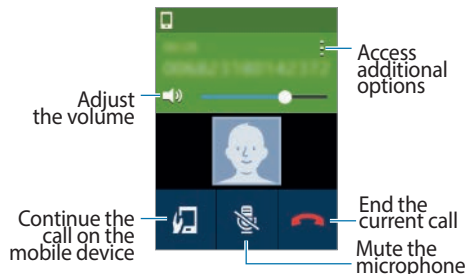 Access
additional
options
Adjust
the volume
Continue the
call on the
mobile device
End the
current call
Mute the
microphone